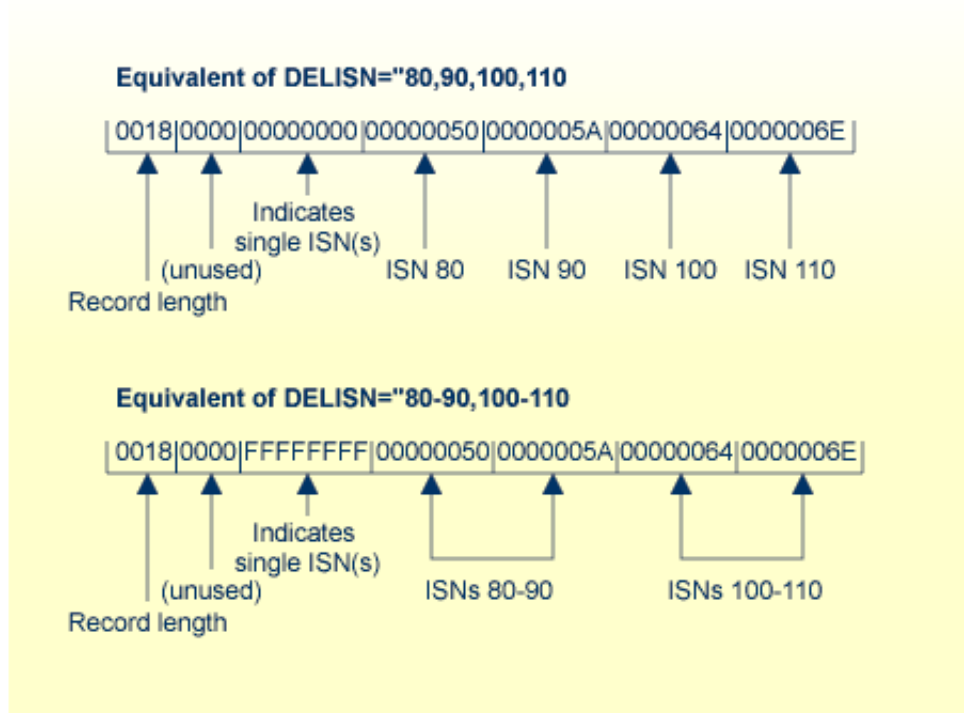 Equivalent of DELISN="80,90,100,110
0018|0000|00000000|00000050|0000005A|00000064|0000006E
Indicates
single ISN(s)
(unused) ISN 80 ISN 90 ISN 100 ISN 110
Record length
Equivalent of DELISN="80-90,100-110
0018|0000|FFFFFFFF|00000050|0000005A|00000064|0000006E
Indicates
single ISN(s)
(unused) ISNs 80-90 ISNs 100-110
Record length